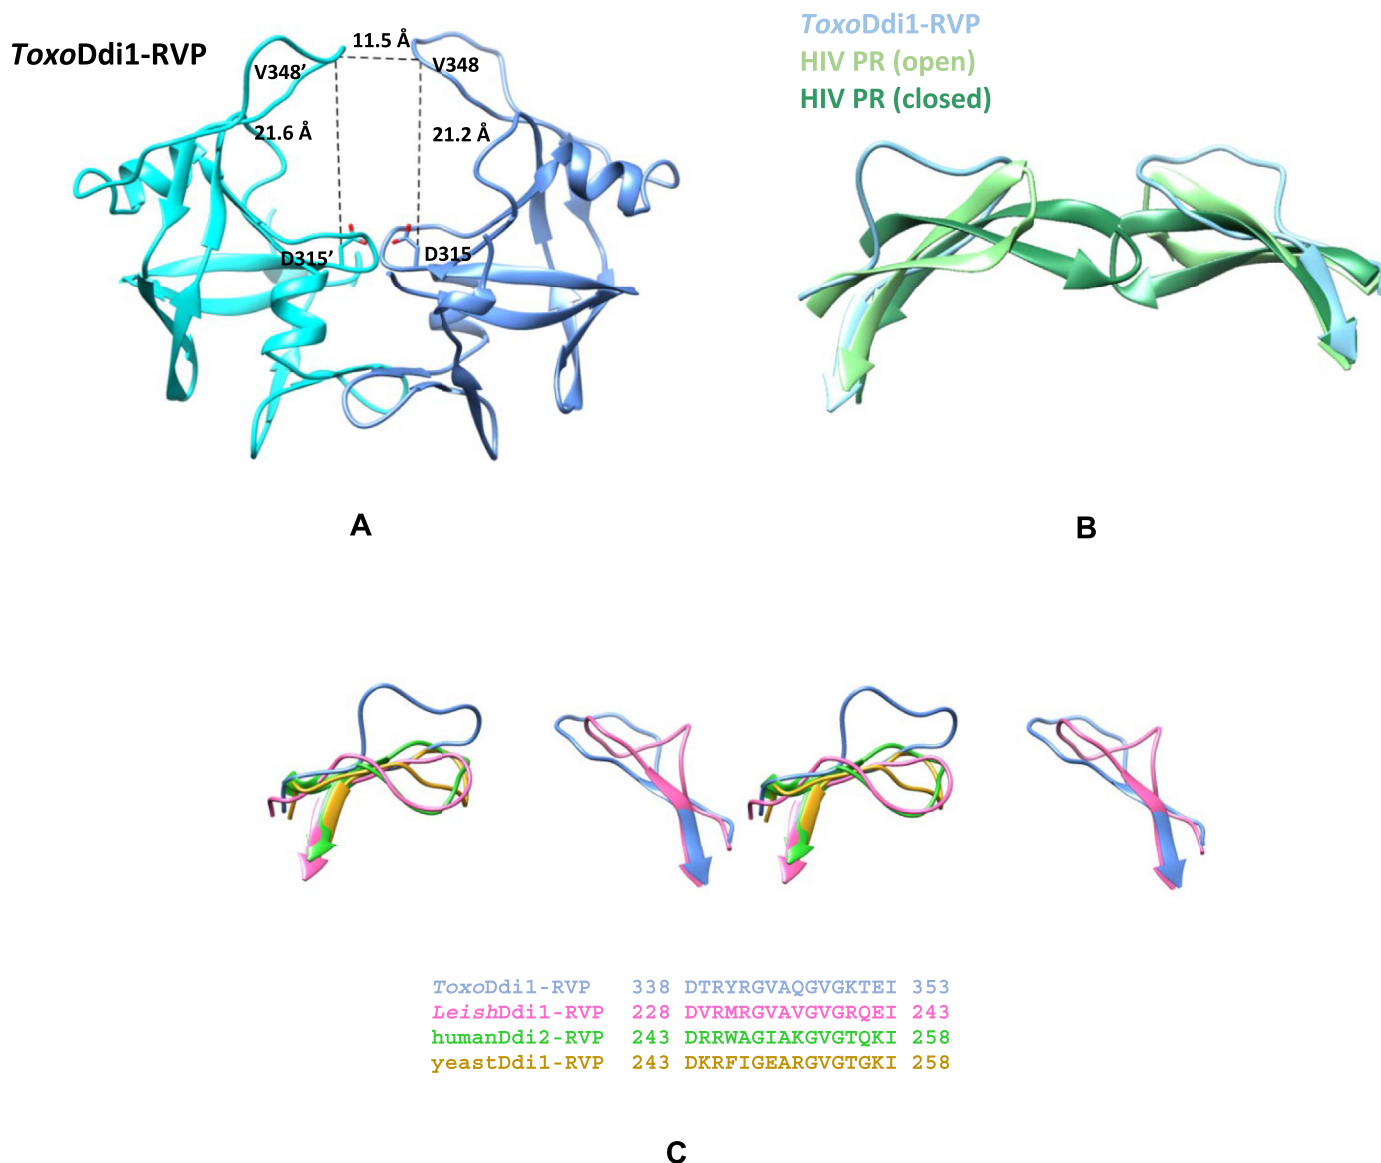 ToxoDdi1-RVP
11.5 Å
V348’
V348
21.6 Å
21.2 Å
D315’
D315
A
ToxoDdi1-RVP
HIV PR (open)
HIV PR (closed)
B
ToxoDdi1-RVP 338 DTRYRGVAQGVGKTEI 353
LeishDdi1-RVP 228 DVRMRGVAVGVGRQEI 243
humanDdi2-RVP 243 DRRWAGIAKGVGTQKI 258
yeastDdi1-RVP 243 DKRFIGEARGVGTGKI 258
C